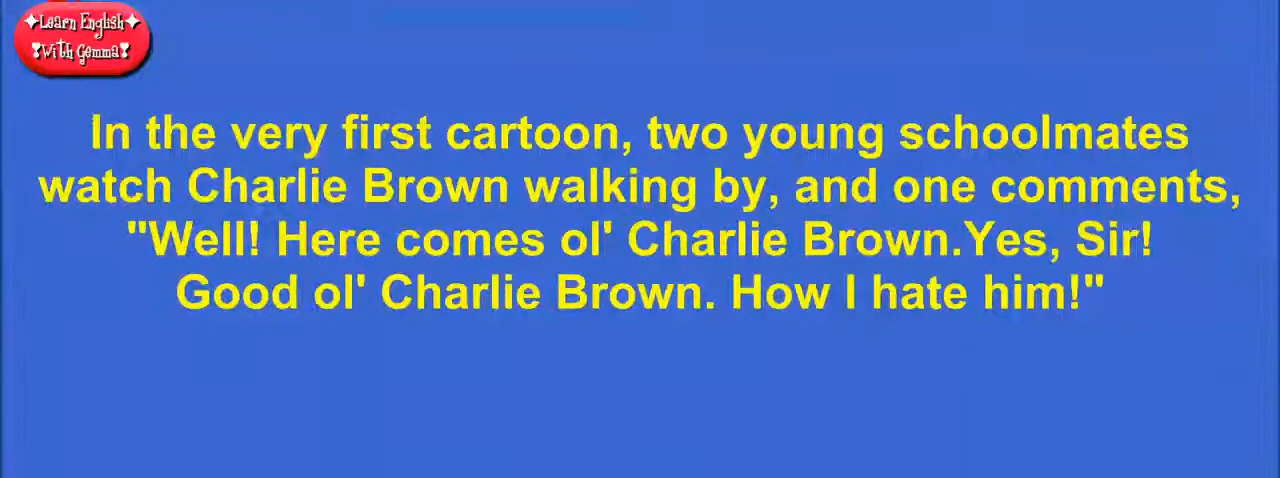 ✦Learn English✦
❣With Gemma❣
In the very first cartoon, two young schoolmates
watch Charlie Brown walking by, and one comments,
"Well! Here comes ol' Charlie Brown.Yes, Sir!
Good ol' Charlie Brown. How I hate him!"